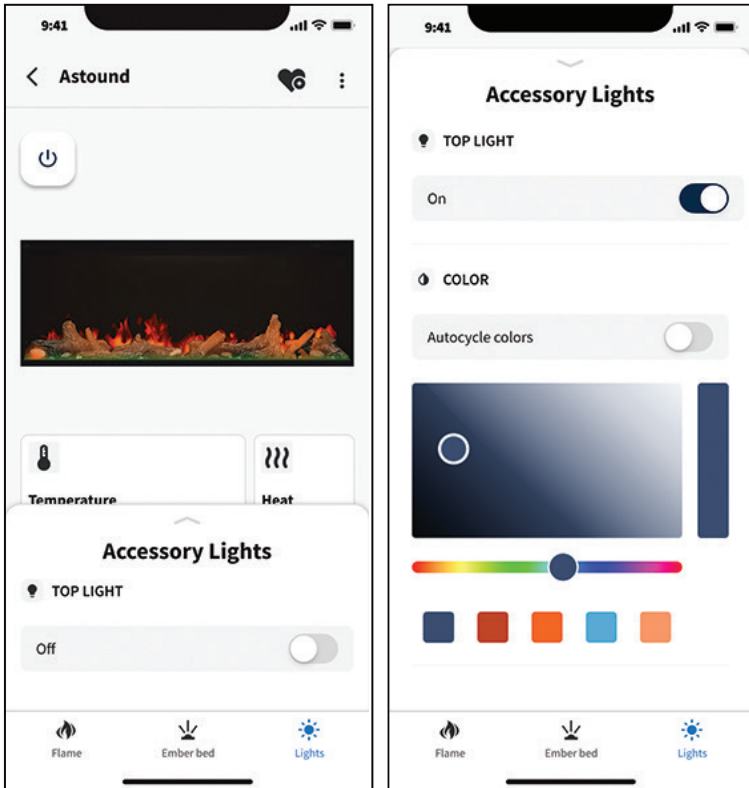 9:41
Astound
Temperature
Heat
Accessory Lights
TOP LIGHT
Off
Flame
Ember bed
Lights
9:41
Accessory Lights
TOP LIGHT
On
COLOR
Autocycle colors
Flame
Ember bed
Lights